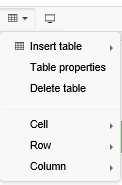 Insert table
Table properties
Delete table
Cell
Row
Column